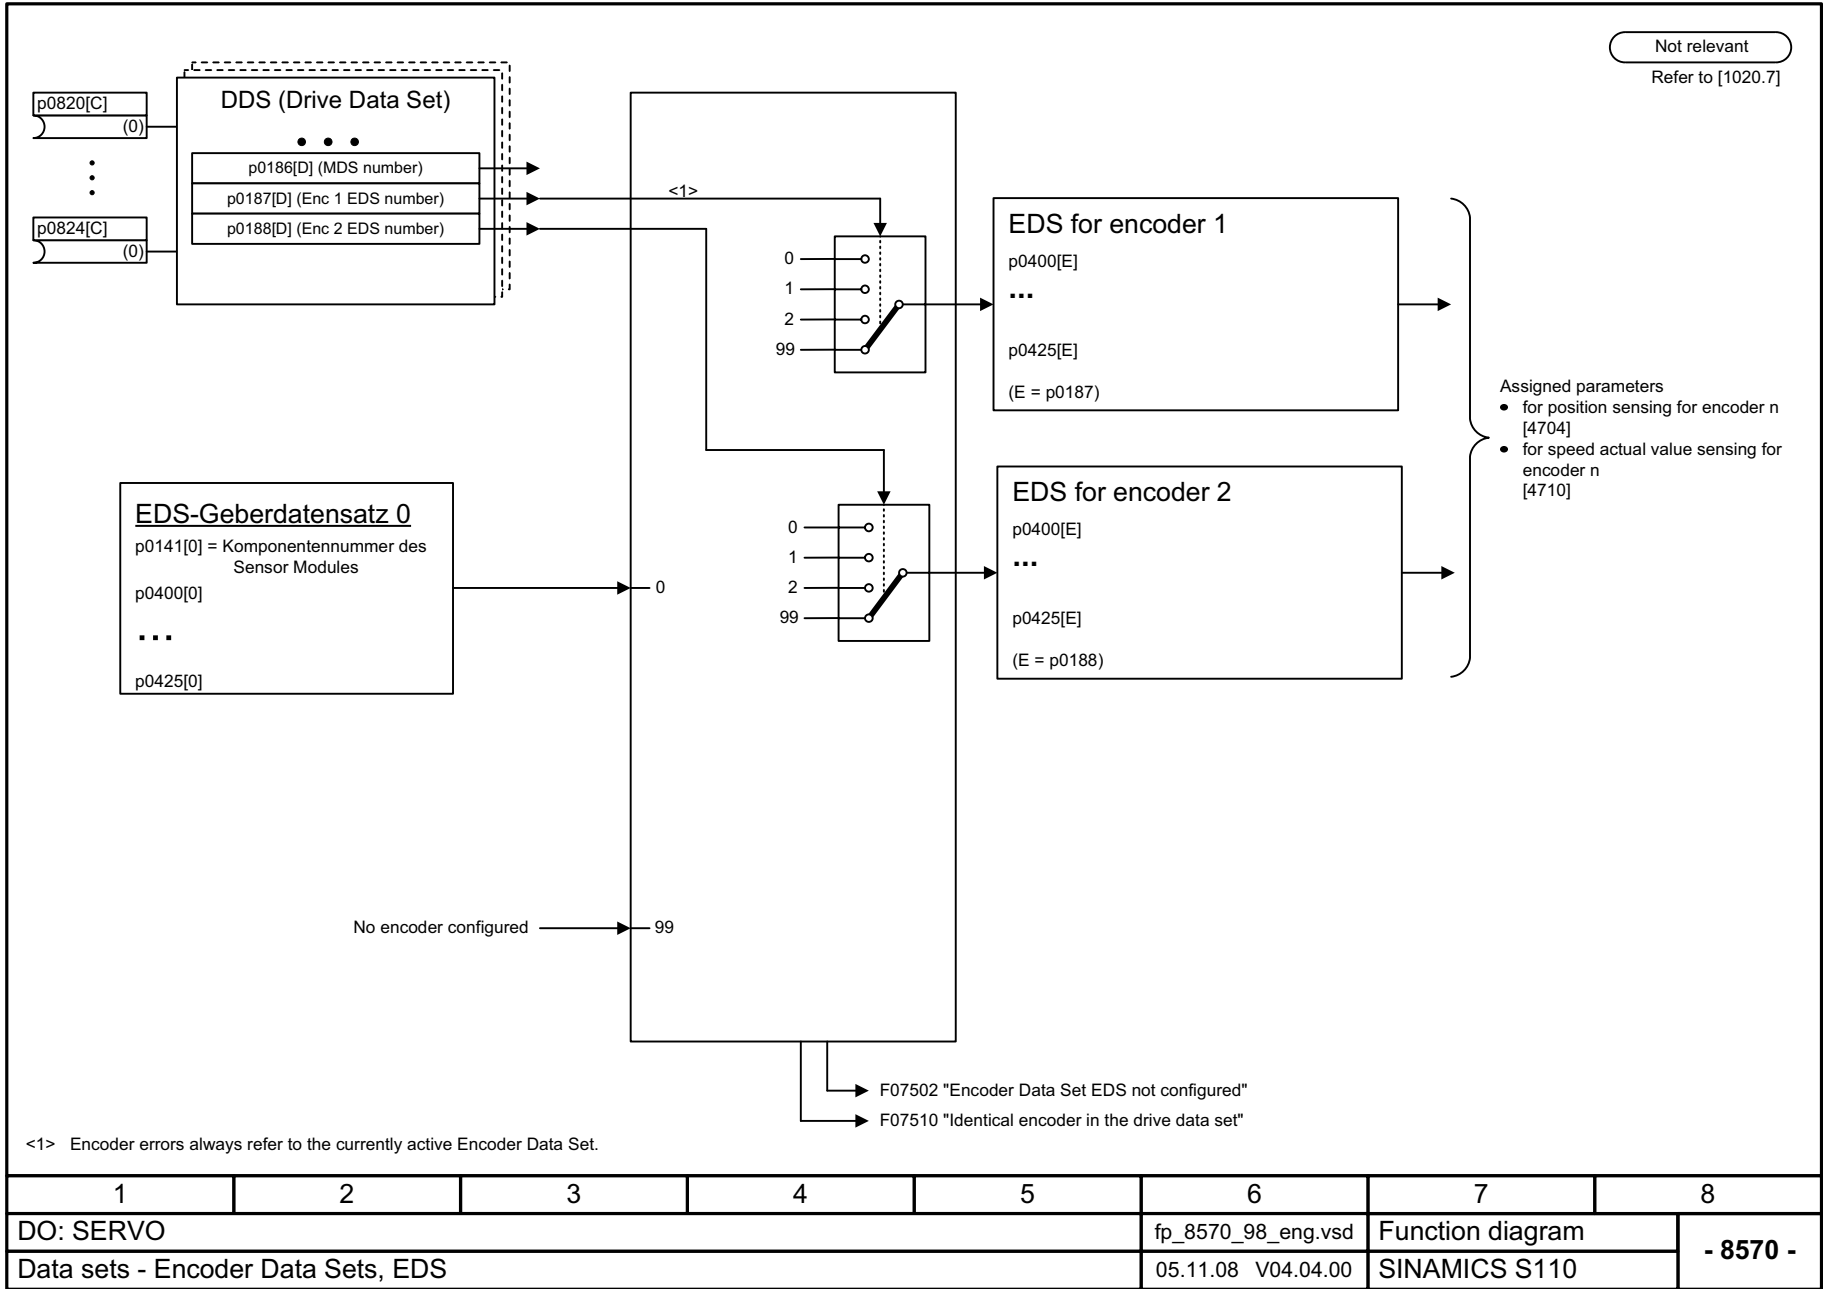 Not relevant
Refer to [1020.7]
p0820[C]
(0)
p0824[C]
(0)
DDS (Drive Data Set)
p0186[D] (MDS number)
p0187[D] (Enc 1 EDS number)
p0188[D] (Enc 2 EDS number)
<1>
0
1
2
99
EDS for encoder 1
p0400[E]
...
p0425[E]
(E = p0187)
Assigned parameters
• for position sensing for encoder n
[4704]
• for speed actual value sensing for
encoder n
[4710]
0
1
2
99
EDS for encoder 2
p0400[E]
...
p0425[E]
(E = p0188)
EDS-Geberdatensatz 0
p0141[0] = Komponentennummer des
Sensor Modules
p0400[0]
...
p0425[0]
0
No encoder configured
99
F07502 "Encoder Data Set EDS not configured"
F07510 "Identical encoder in the drive data set"
<1> Encoder errors always refer to the currently active Encoder Data Set.
1 2 3 4 5 6 7 8
DO: SERVO
fp_8570_98_eng.vsd
Function diagram
- 8570 -
Data sets - Encoder Data Sets, EDS
05.11.08 V04.04.00
SINAMICS S110